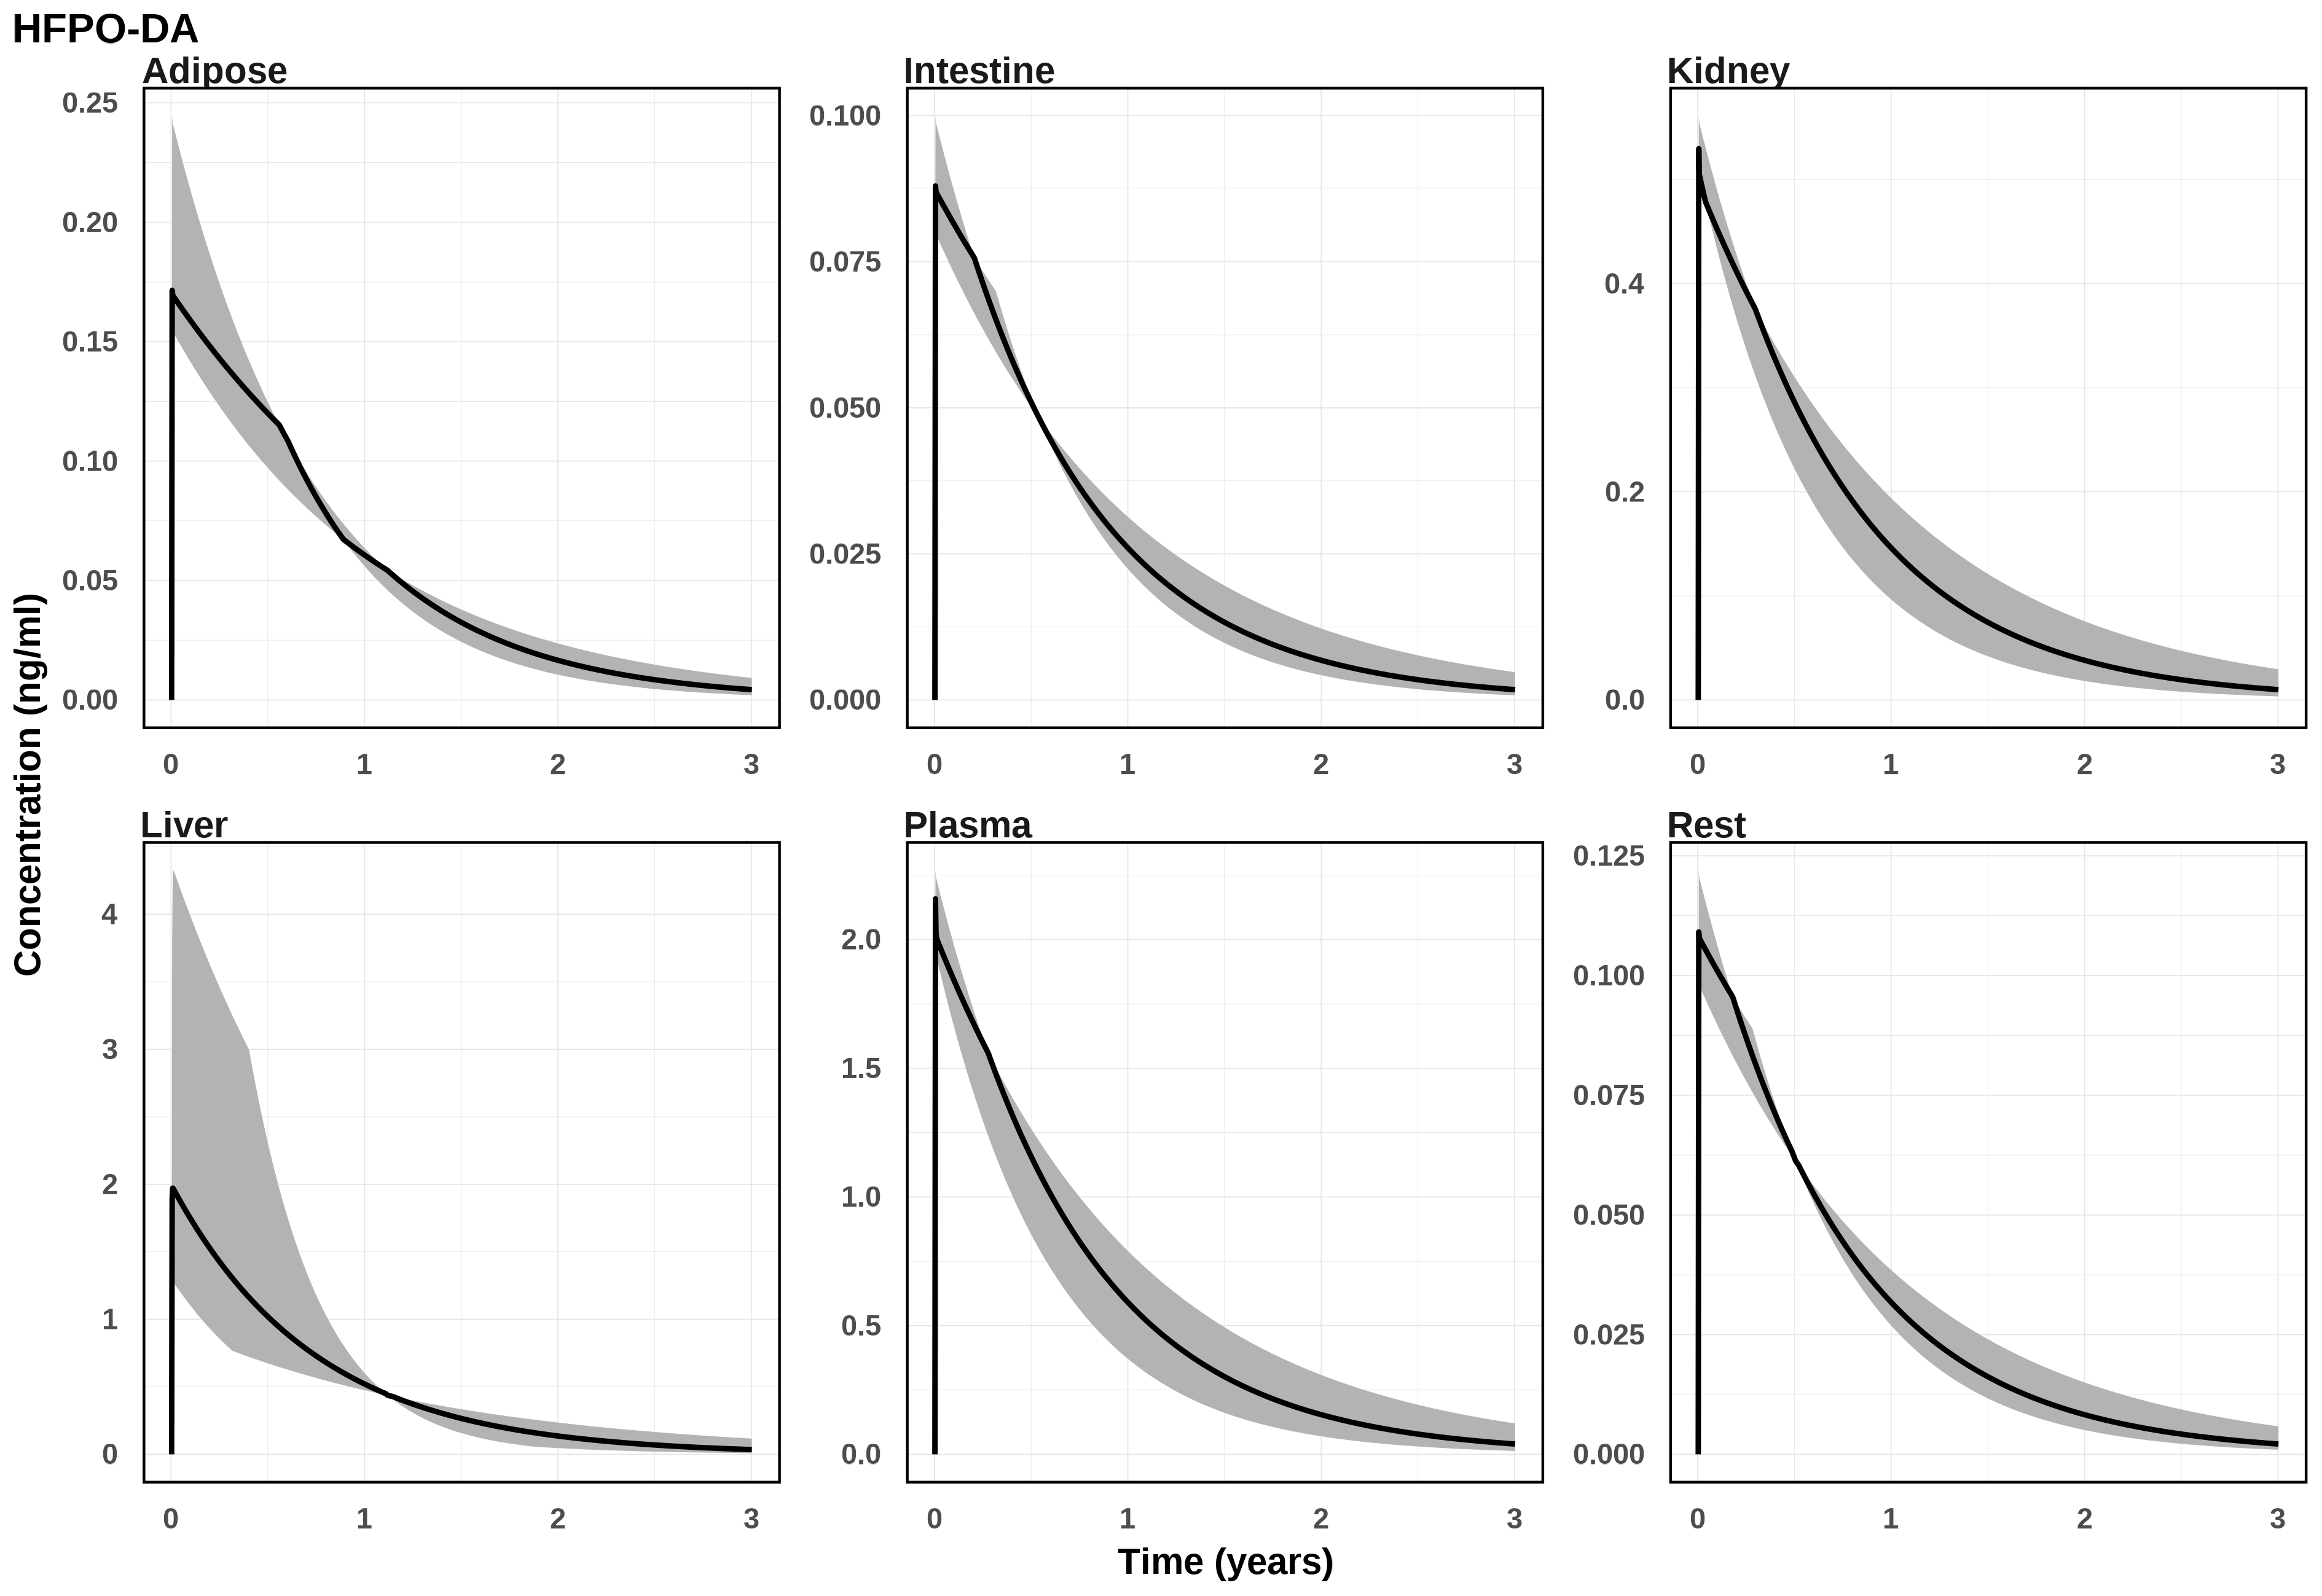 HFPO-DA
Adipose
Intestine
Kidney
0.25
0.20
0.15
0.10
0.05
0.00
0.100
0.075
0.050
0.025
0.000
0.4
0.2
0.0
0 1 2 3
0 1 2 3
0 1 2 3
Concentration (ng/ml)
Liver
Plasma
Rest
4
3
2
1
0
2.0
1.5
1.0
0.5
0.0
0.125
0.100
0.075
0.050
0.025
0.000
0 1 2 3
0 1 2 3
0 1 2 3
Time (years)